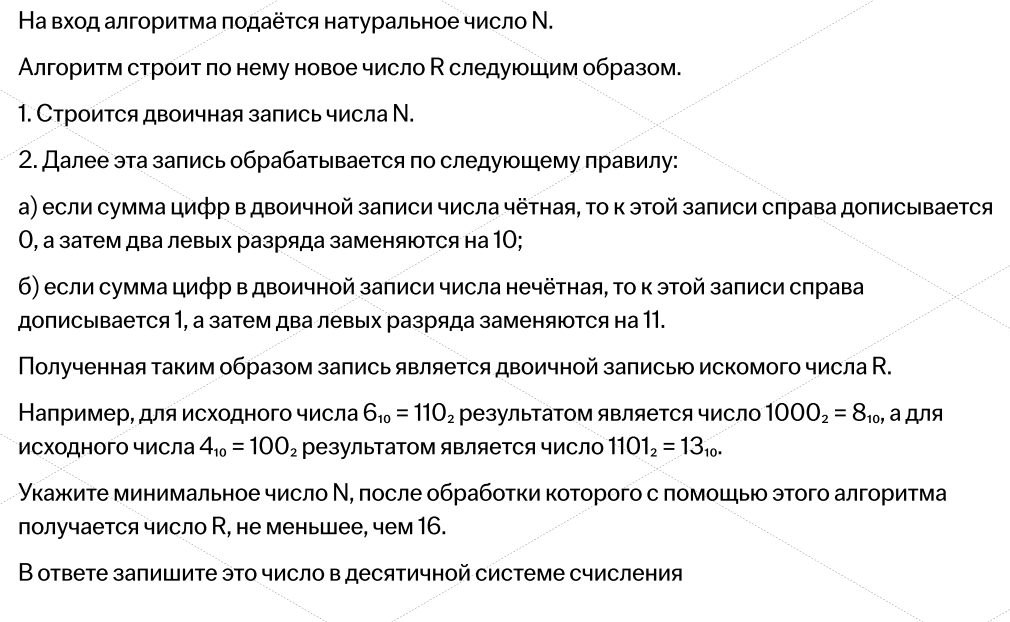 На вход алгоритма подаётся натуральное число N.
Алгоритм строит по нему новое число R следующим образом.
1. Строится двоичная запись числа N.
2. Далее эта запись обрабатывается по следующему правилу:
а) если сумма цифр в двоичной записи числа чётная, то к этой записи справа дописывается
0, а затем два левых разряда заменяются на 10;
б) если сумма цифр в двоичной записи числа нечётная, то к этой записи справа
дописывается 1, а затем два левых разряда заменяются на 11.
Полученная таким образом запись является двоичной записью искомого числа R.
Например, для исходного числа 6₁₀ = 110₂ результатом является число 1000₂ = 8₁₀, а для
исходного числа 4₁₀ = 100₂ результатом является число 1101₂ = 13₁₀.
Укажите минимальное число N, после обработки которого с помощью этого алгоритма
получается число R, не меньшее, чем 16.
В ответе запишите это число в десятичной системе счисления